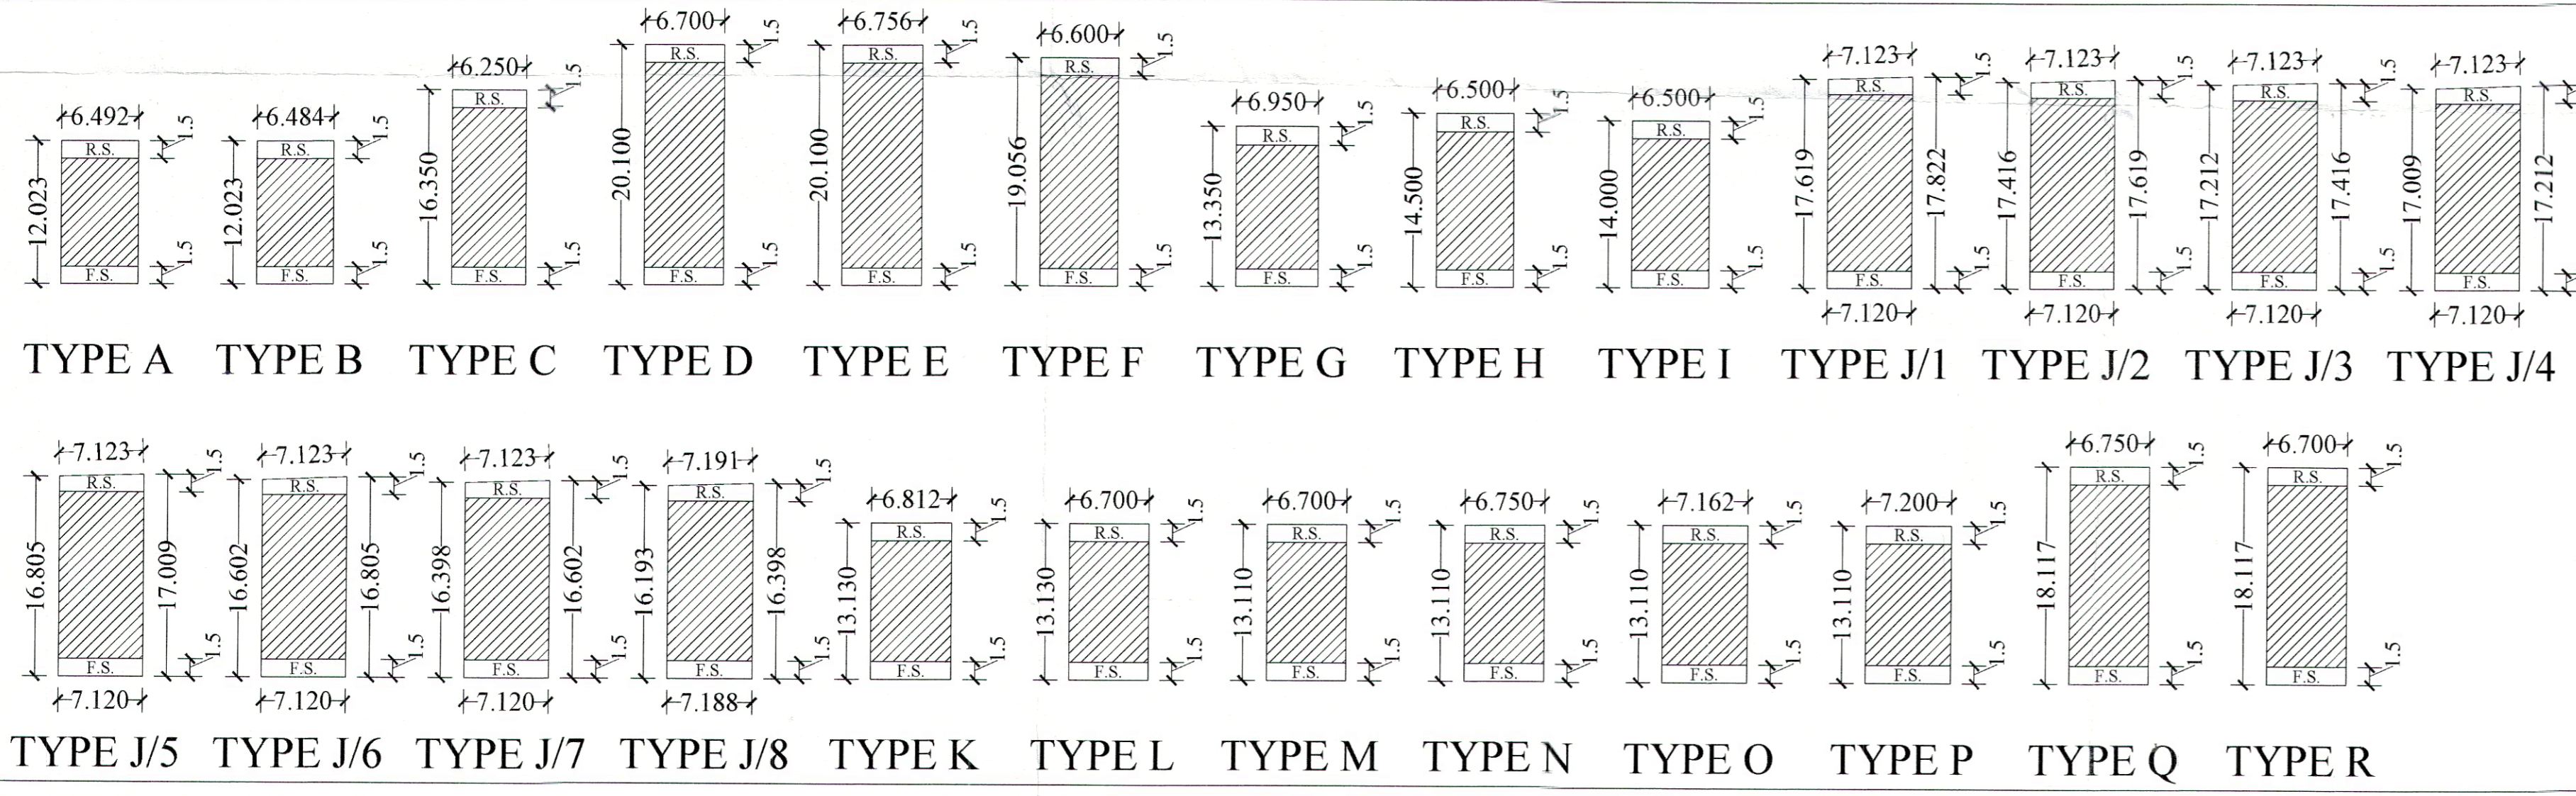 6.492 1.5 R.S. 12.023 F.S. 1.5
TYPE A
6.484 1.5 R.S. 12.023 F.S. 1.5
TYPE B
6.250 1.5 R.S. 16.350 F.S. 1.5
TYPE C
6.700 1.5 R.S. 20.100 F.S. 1.5
TYPE D
6.756 1.5 R.S. 20.100 F.S. 1.5
TYPE E
6.600 1.5 R.S. 19.056 F.S. 1.5
TYPE F
6.950 1.5 R.S. 13.350 F.S. 1.5
TYPE G
6.500 1.5 R.S. 14.500 F.S. 1.5
TYPE H
6.500 1.5 R.S. 14.000 F.S. 1.5
TYPE I
7.123 1.5 R.S. 17.619 17.822 F.S. 1.5 7.120
TYPE J/1
7.123 1.5 R.S. 17.416 17.619 F.S. 1.5 7.120
TYPE J/2
7.123 1.5 R.S. 17.212 17.416 F.S. 1.5 7.120
TYPE J/3
7.123 R.S. 17.009 17.212 F.S. 7.120
TYPE J/4
7.123 1.5 R.S. 16.805 17.009 F.S. 1.5 7.120
TYPE J/5
7.123 1.5 R.S. 16.602 16.805 F.S. 1.5 7.120
TYPE J/6
7.123 1.5 R.S. 16.398 16.602 F.S. 1.5 7.120
TYPE J/7
7.191 1.5 R.S. 16.193 16.398 F.S. 1.5 7.188
TYPE J/8
6.812 1.5 R.S. 13.130 F.S. 1.5
TYPE K
6.700 1.5 R.S. 13.130 F.S. 1.5
TYPE L
6.700 1.5 R.S. 13.110 F.S. 1.5
TYPE M
6.750 1.5 R.S. 13.110 F.S. 1.5
TYPE N
7.162 1.5 R.S. 13.110 F.S. 1.5
TYPE O
7.200 1.5 R.S. 13.110 F.S. 1.5
TYPE P
6.750 1.5 R.S. 18.117 F.S. 1.5
TYPE Q
6.700 1.5 R.S. 18.117 F.S. 1.5
TYPE R